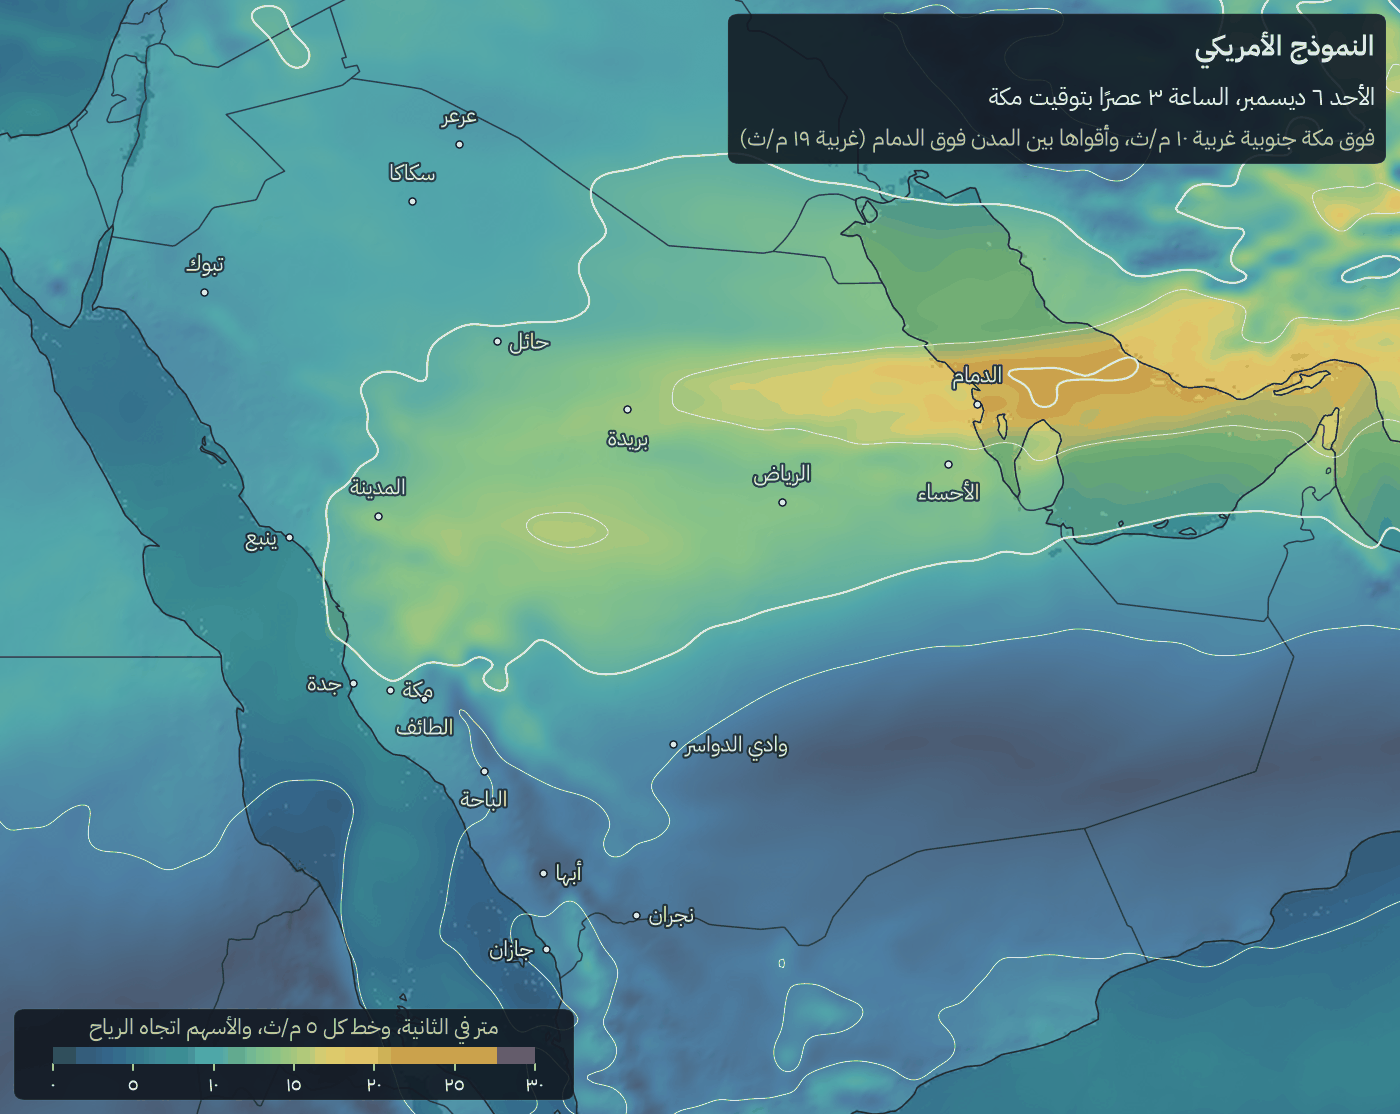 النموذج الأمريكي
الأحد ٦ ديسمبر، الساعة ٣ عصرًا بتوقيت مكة
فوق مكة جنوبية غربية ١٠ م/ث، وأقواها بين المدن فوق الدمام (غربية ١٩ م/ث)
عرعر
سكاكا
تبوك
حائل
الدمام
بريدة
الرياض
الأحساء
المدينة
ينبع
جدة
مكة
الطائف
وادي الدواسر
الباحة
أبها
نجران
جازان
متر في الثانية، وخط كل ٥ م/ث، والأسهم اتجاه الرياح
٠ ٥ ١٠ ١٥ ٢٠ ٢٥ ٣٠